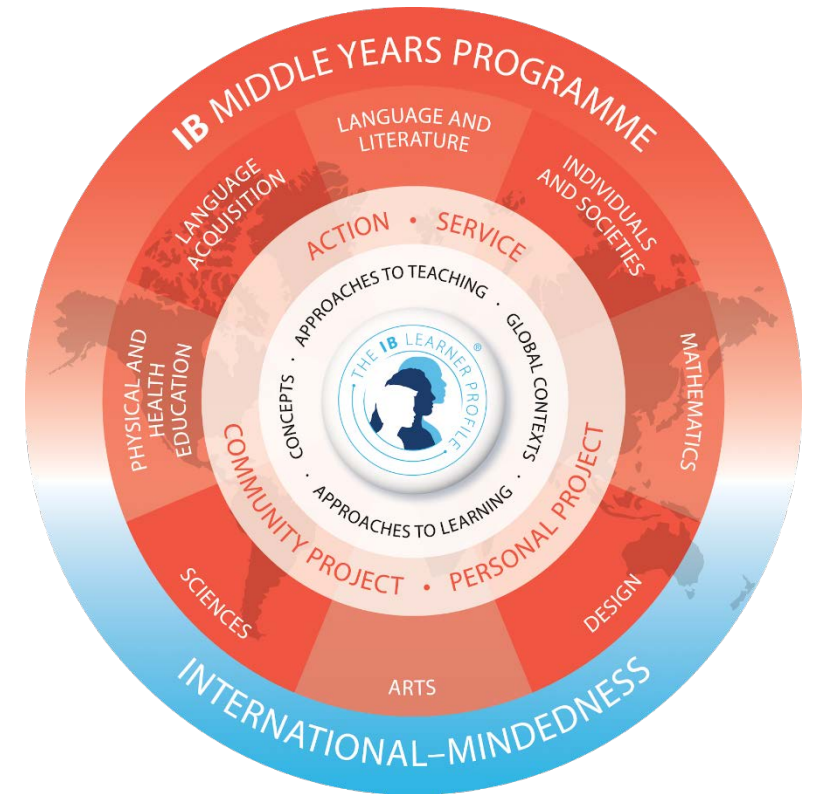 IB MIDDLE YEARS PROGRAMME
LANGUAGE AND
LITERATURE
INDIVIDUALS
AND SOCIETIES
MATHEMATICS
DESIGN
ARTS
SCIENCES
PHYSICAL AND
HEALTH
EDUCATION
LANGUAGE
ACQUISITION
ACTION • SERVICE
PERSONAL PROJECT
•
COMMUNITY PROJECT
APPROACHES TO TEACHING ·
GLOBAL CONTEXTS ·
APPROACHES TO LEARNING ·
CONCEPTS ·
• THE IB LEARNER PROFILE •
®
INTERNATIONAL–MINDEDNESS